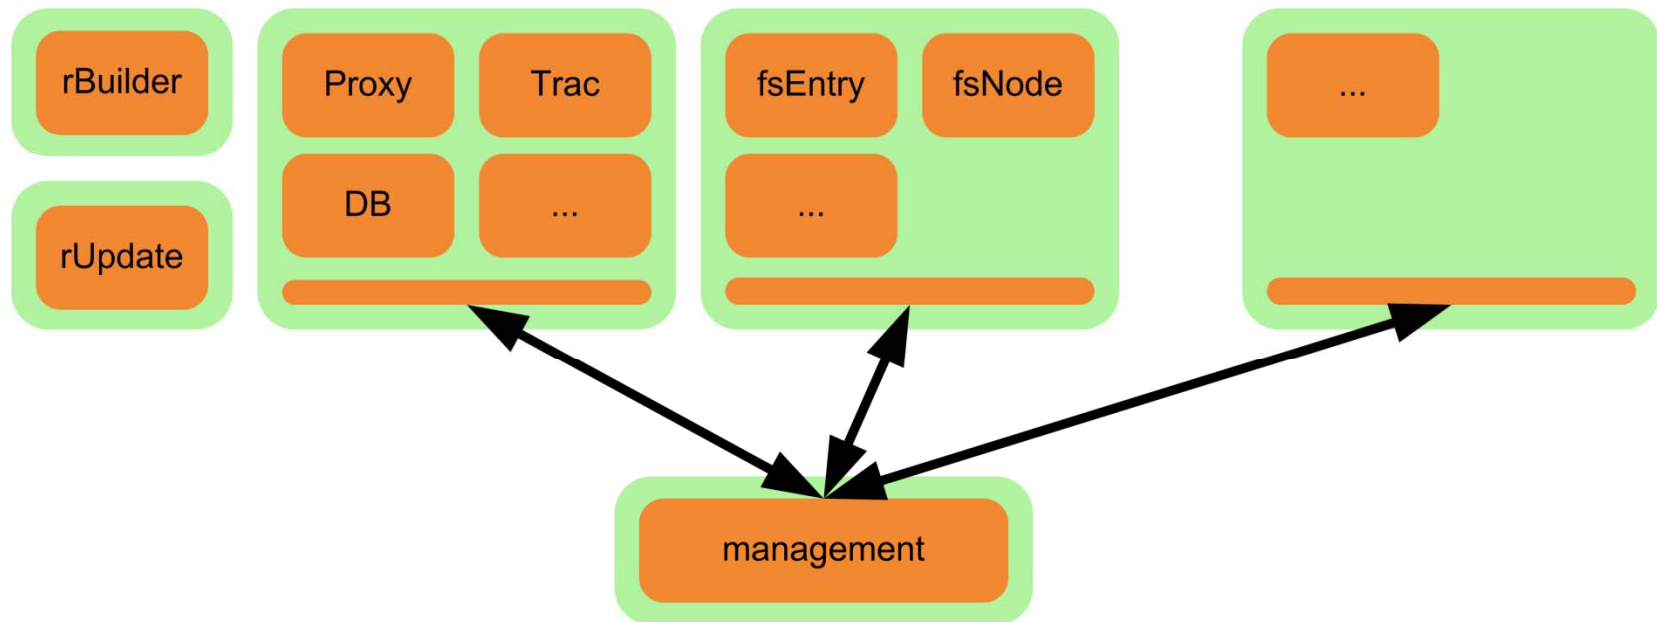 rBuilder
rUpdate
Proxy
Trac
DB
...
fsEntry
fsNode
...
...
management